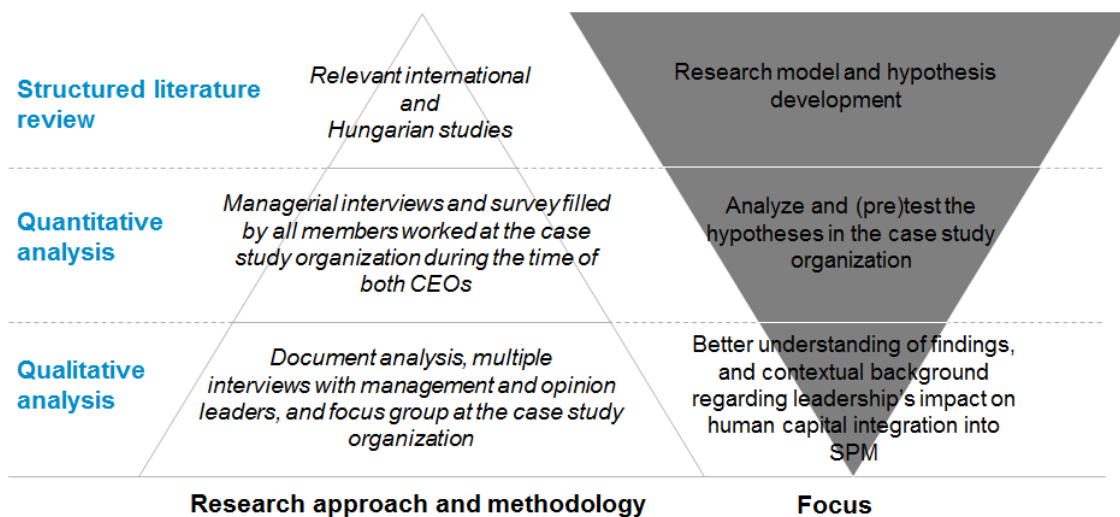 Structured literature
review
Relevant international
and
Hungarian studies
Research model and hypothesis
development
Quantitative
analysis
Managerial interviews and survey filled
by all members worked at the case
study organization during the time of
both CEOs
Analyze and (pre)test the
hypotheses in the case study
organization
Qualitative
analysis
Document analysis, multiple
interviews with management and opinion
leaders, and focus group at the case study
organization
Better understanding of findings,
and contextual background
regarding leadership's impact on
human capital integration into
SPM
Research approach and methodology
Focus